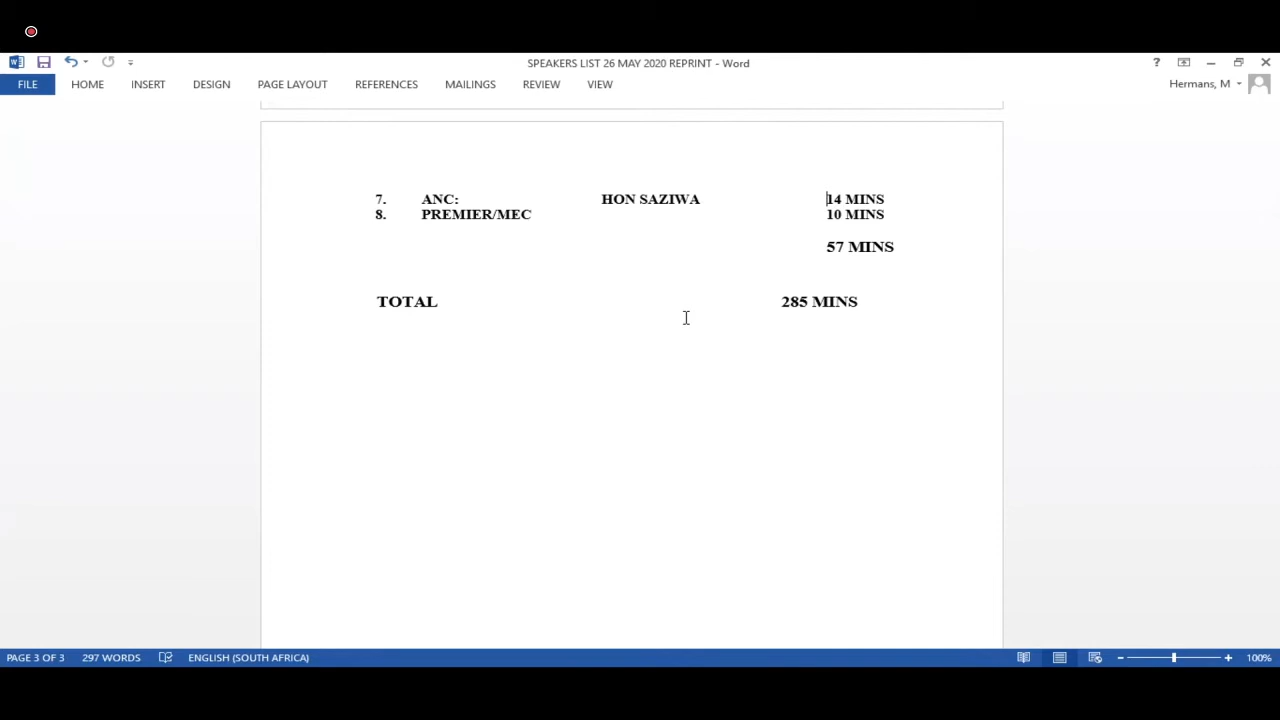 SPEAKERS LIST 26 MAY 2020 REPRINT - Word
?
FILE HOME INSERT DESIGN PAGE LAYOUT REFERENCES MAILINGS REVIEW VIEW Hermans, M
7. ANC: HON SAZIWA 14 MINS
8. PREMIER/MEC 10 MINS
57 MINS
TOTAL 285 MINS
PAGE 3 OF 3 297 WORDS ENGLISH (SOUTH AFRICA) 100%